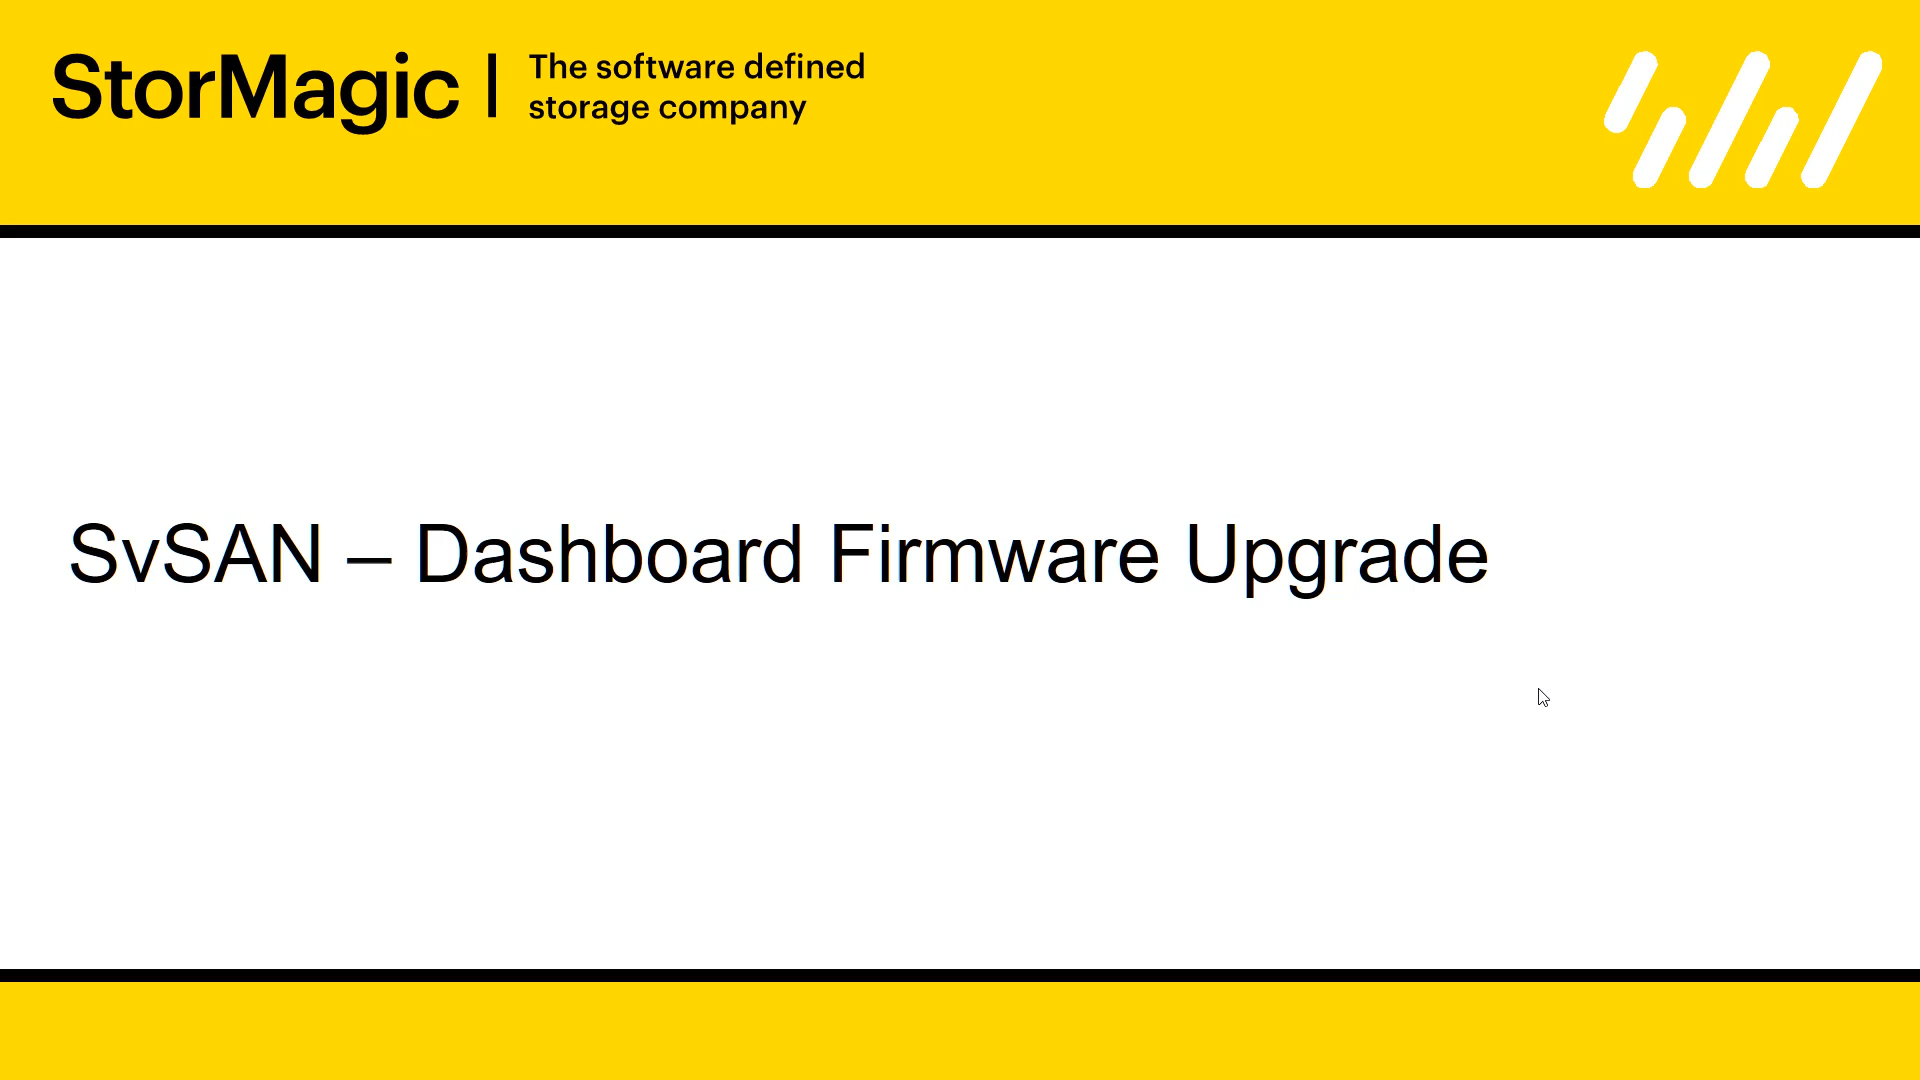 StorMagic
The software defined
storage company
SvSAN – Dashboard Firmware Upgrade